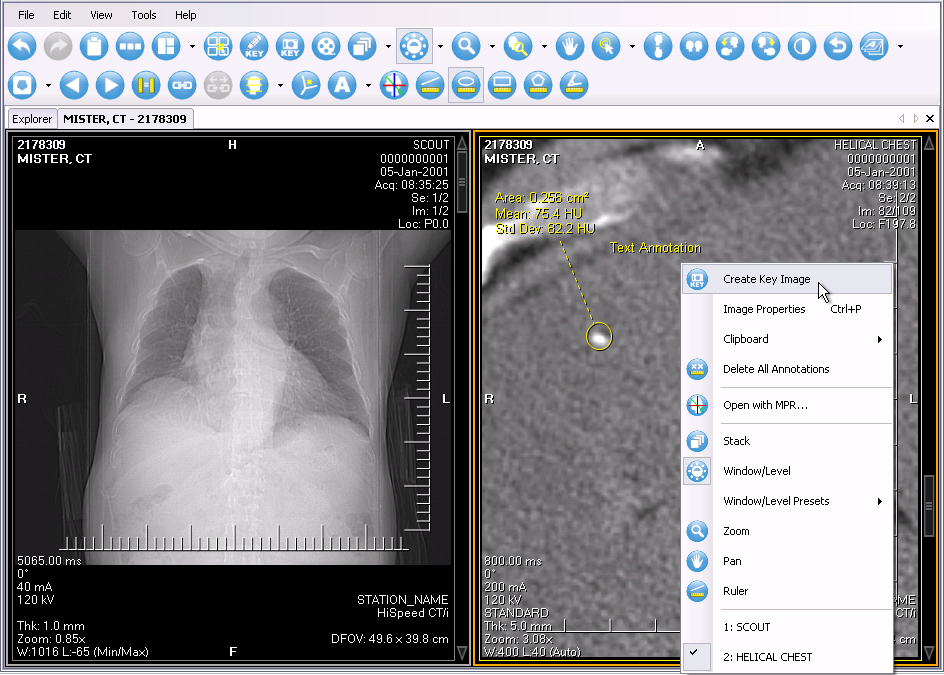 File Edit View Tools Help
KEY KEY
A
Explorer MISTER, CT - 2178309
2178309
MISTER, CT
H
SCOUT
0000000001
05-Jan-2001
Acq: 08:35:25
Se: 1/2
Im: 1/2
Loc: P0.0
R
L
5065.00 ms
0°
40 mA
120 kV
Thk: 1.0 mm
Zoom: 0.85x
W:1016 L:-65 (Min/Max)
F
STATION_NAME
HiSpeed CT/i
DFOV: 49.6 x 39.8 cm
2178309
MISTER, CT
A
HELICAL CHEST
0000000001
05-Jan-2001
Acq: 08:39:13
Se: 2/2
Im: 82/109
Loc: F197.8
Area: 0.256 cm²
Mean: 75.4 HU
Std Dev: 62.2 HU
Text Annotation
R
L
800.00 ms
0°
200 mA
120 kV
STANDARD
Thk: 5.0 mm
Zoom: 3.08x
W:400 L:40 (Auto)
ME
CT/i
cm
KEY
Create Key Image
Image Properties Ctrl+P
Clipboard
Delete All Annotations
Open with MPR...
Stack
Window/Level
Window/Level Presets
Zoom
Pan
Ruler
1: SCOUT
2: HELICAL CHEST